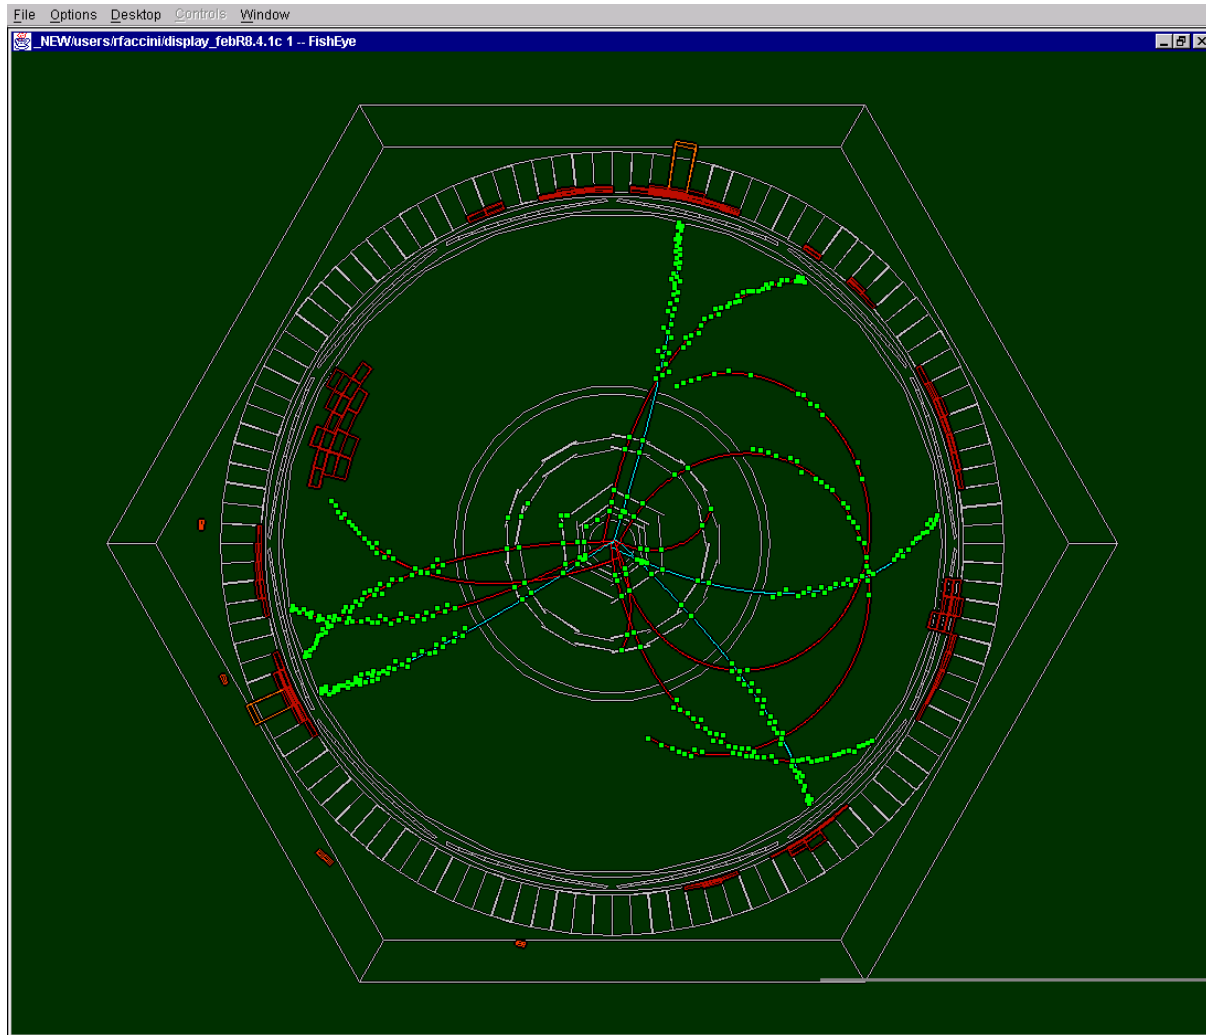 File Options Desktop Controls Window
_NEW/users/rfaccini/display_febR8.4.1c 1 -- FishEye